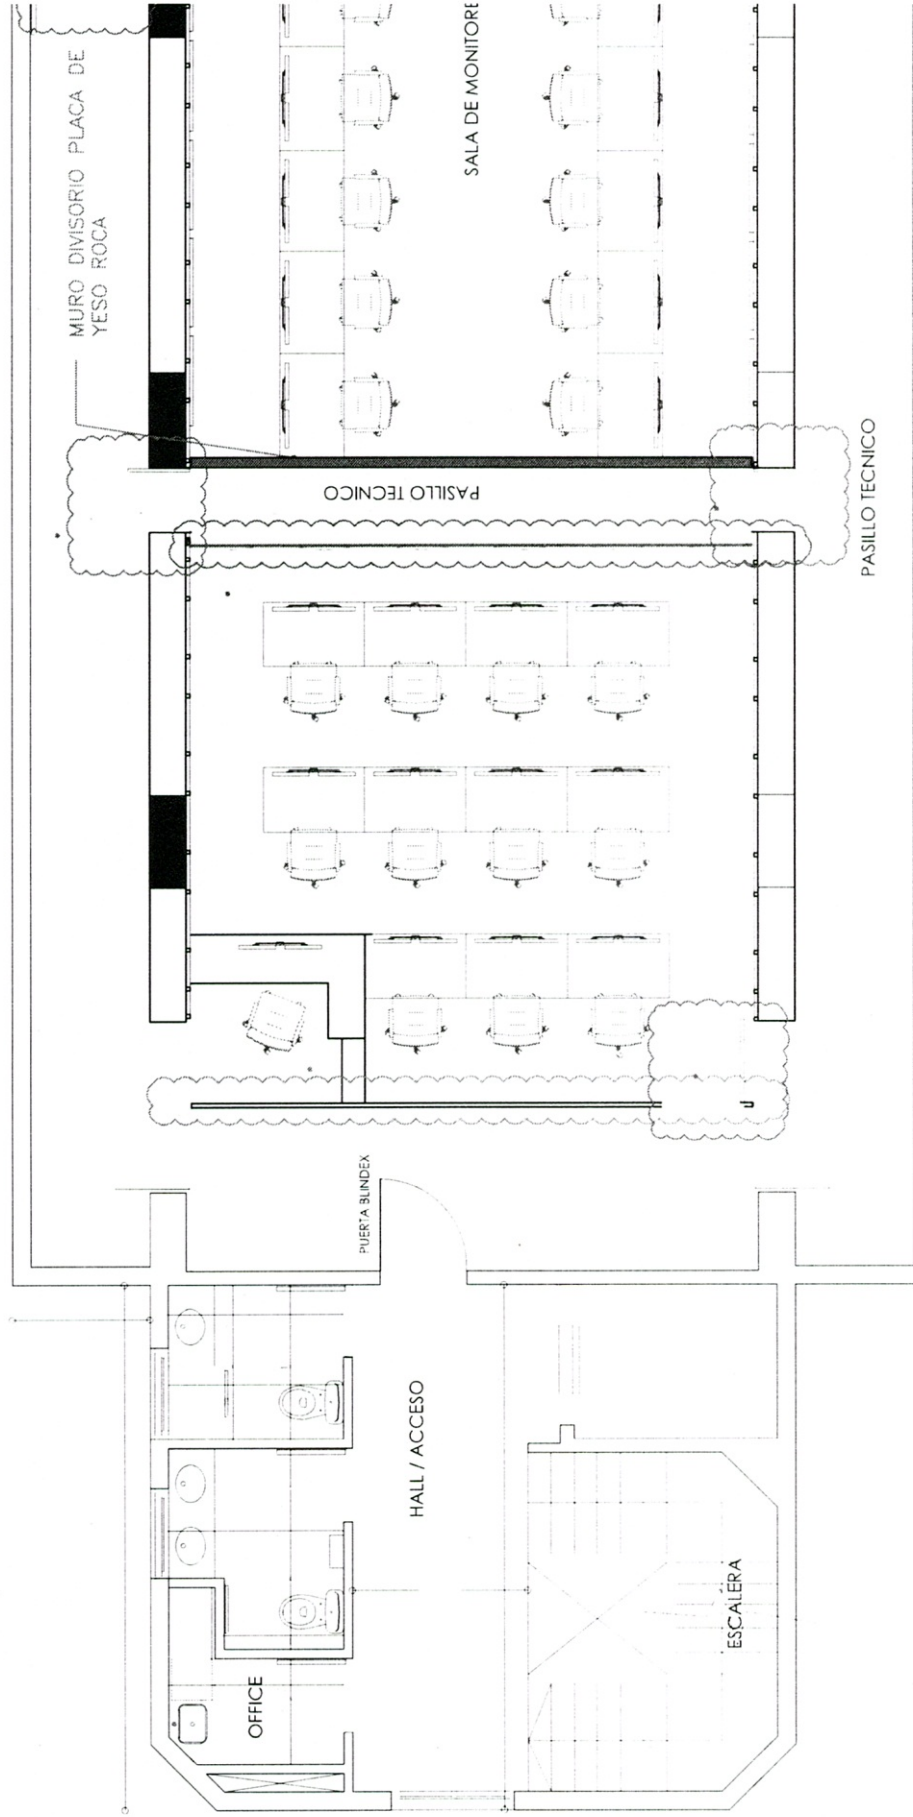 MURO DIVISORIO PLACA DE
YESO ROCA
SALA DE MONITORE
PASILLO TECNICO
PASILLO TECNICO
PUERTA BLINDEX
HALL / ACCESO
OFFICE
ESCALERA